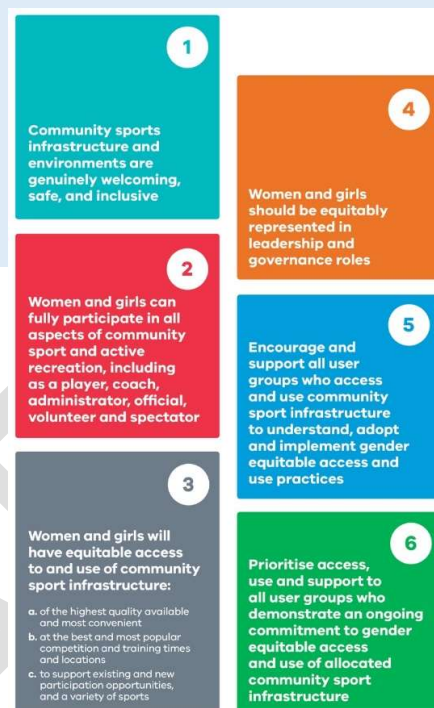 1
Community sports
infrastructure and
environments are
genuinely welcoming,
safe, and inclusive
2
Women and girls can
fully participate in all
aspects of community
sport and active
recreation, including
as a player, coach,
administrator, official,
volunteer and spectator
3
Women and girls will
have equitable access
to and use of community
sport infrastructure:
a. of the highest quality available
and most convenient
b. at the best and most popular
competition and training times
and locations
c. to support existing and new
participation opportunities,
and a variety of sports
4
Women and girls
should be equitably
represented in
leadership and
governance roles
5
Encourage and
support all user
groups who access
and use community
sport infrastructure
to understand, adopt
and implement gender
equitable access and
use practices
6
Prioritise access,
use and support to
all user groups who
demonstrate an ongoing
commitment to gender
equitable access
and use of allocated
community sport
infrastructure